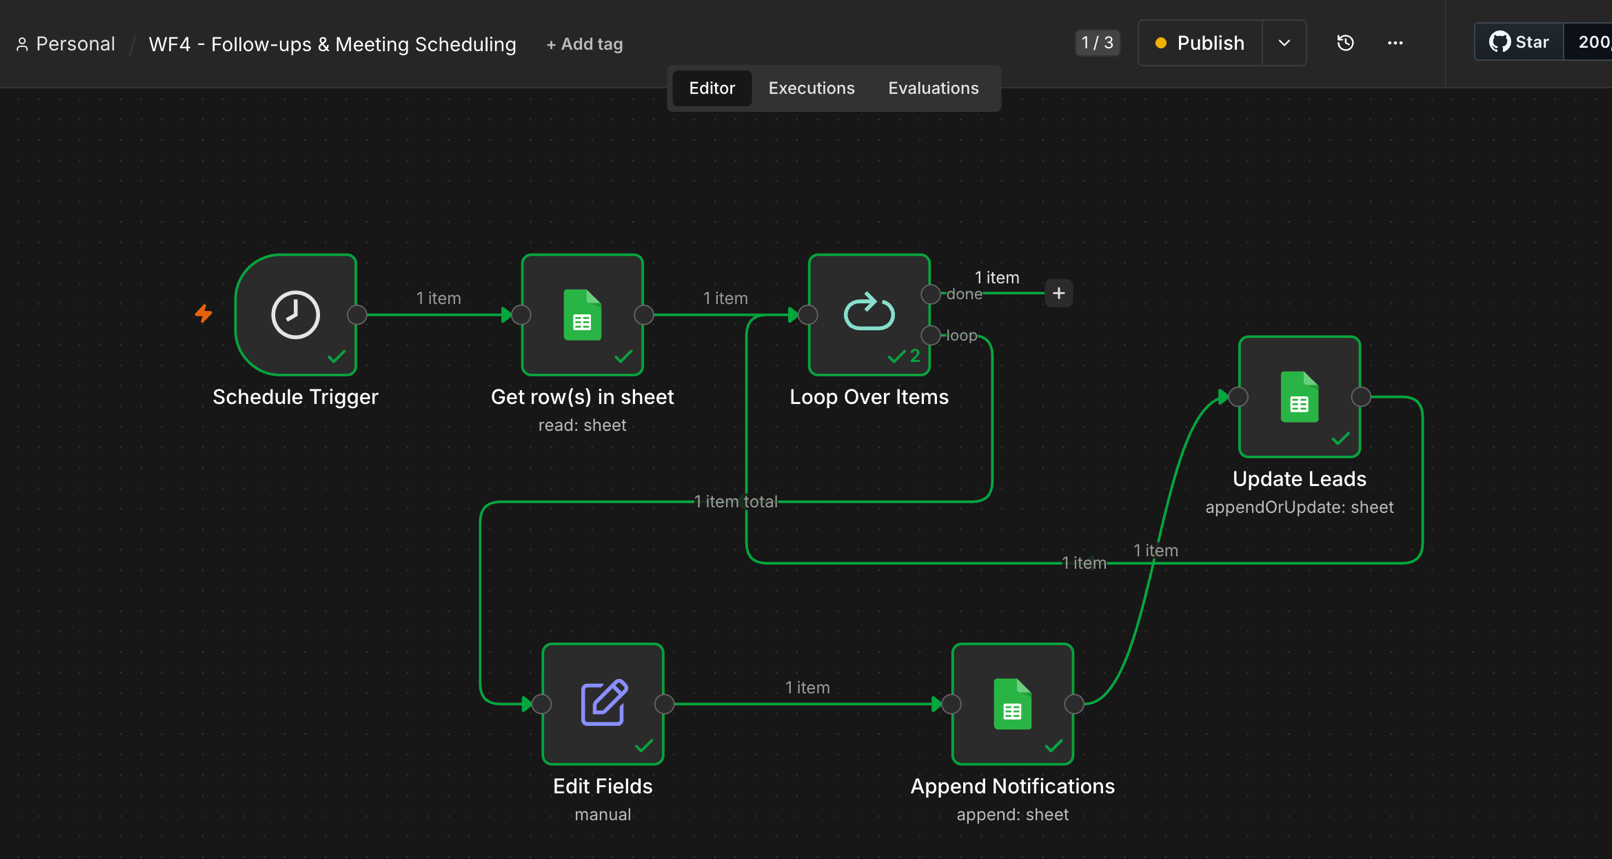 Personal / WF4 - Follow-ups & Meeting Scheduling + Add tag
1 / 3
Publish
Star
200,
Editor Executions Evaluations
1 item
1 item
1 item
done
loop
2
Schedule Trigger
Get row(s) in sheet
read: sheet
Loop Over Items
Update Leads
appendOrUpdate: sheet
1 item total
1 item
1 item
1 item
Edit Fields
manual
Append Notifications
append: sheet